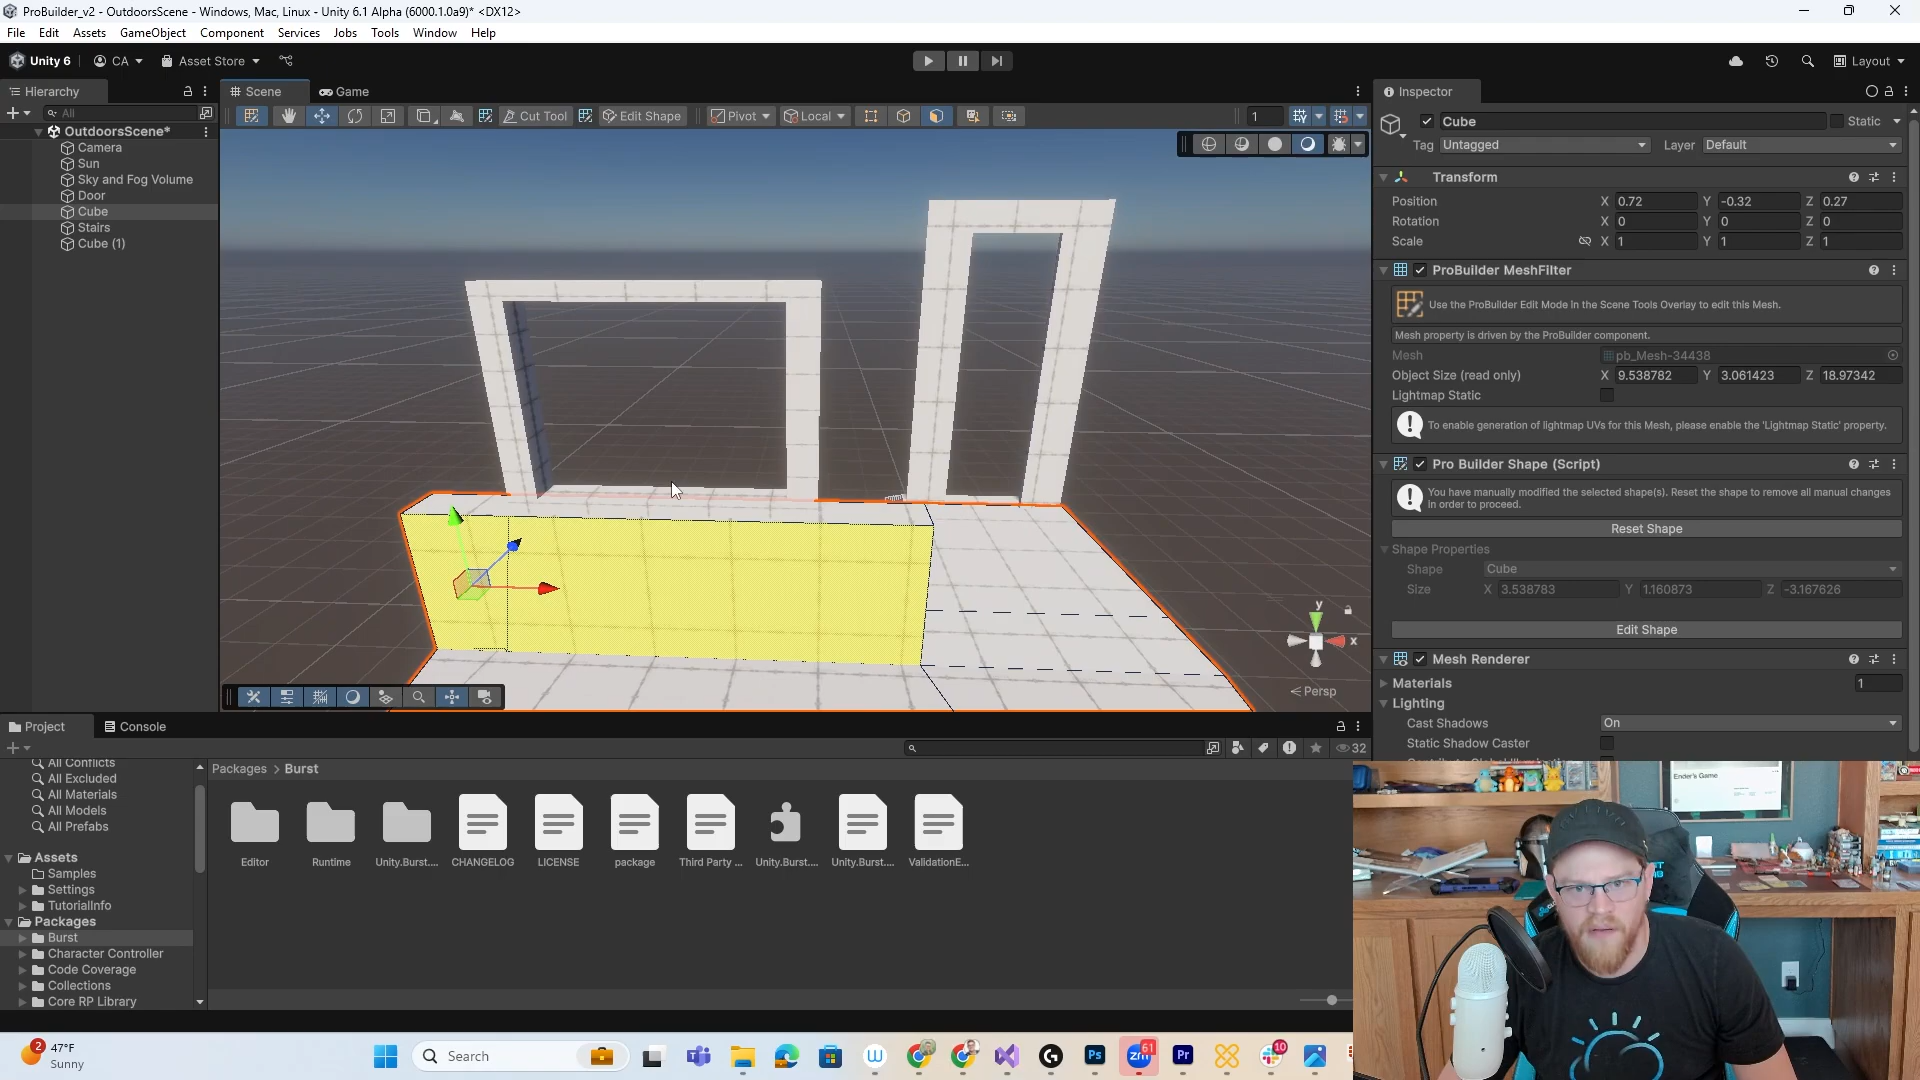 ProBuilder_v2 - OutdoorsScene - Windows, Mac, Linux - Unity 6.1 Alpha (6000.1.0a9)* <DX12>
File Edit Assets GameObject Component Services Jobs Tools Window Help
Unity 6 CA Asset Store Layout
Hierarchy Scene Game Inspector
All Cut Tool Edit Shape Pivot Local 1
OutdoorsScene*
Camera
Sun
Sky and Fog Volume
Door
Cube
Stairs
Cube (1)
y
x
< Persp
Cube Static
Tag Untagged Layer Default
Transform
Position X 0.72 Y -0.32 Z 0.27
Rotation X 0 Y 0 Z 0
Scale X 1 Y 1 Z 1
ProBuilder MeshFilter
Use the ProBuilder Edit Mode in the Scene Tools Overlay to edit this Mesh.
Mesh property is driven by the ProBuilder component.
Mesh pb_Mesh-34438
Object Size (read only) X 9.538782 Y 3.061423 Z 18.97342
Lightmap Static
To enable generation of lightmap UVs for this Mesh, please enable the 'Lightmap Static' property.
Pro Builder Shape (Script)
You have manually modified the selected shape(s). Reset the shape to remove all manual changes
in order to proceed.
Reset Shape
Shape Properties
Shape Cube
Size X 3.538783 Y 1.160873 Z -3.167626
Edit Shape
Mesh Renderer
Materials 1
Lighting
Cast Shadows On
Static Shadow Caster
Project Console
32
All Conflicts
All Excluded
All Materials
All Models
All Prefabs
Assets
Samples
Settings
TutorialInfo
Packages
Burst
Character Controller
Code Coverage
Collections
Core RP Library
Packages > Burst
Editor Runtime Unity.Burst.... CHANGELOG LICENSE package Third Party ... Unity.Burst.... Unity.Burst.... ValidationE...
Ender's Game
2 47°F
Sunny
Search
Ps zm 61 Pr 10